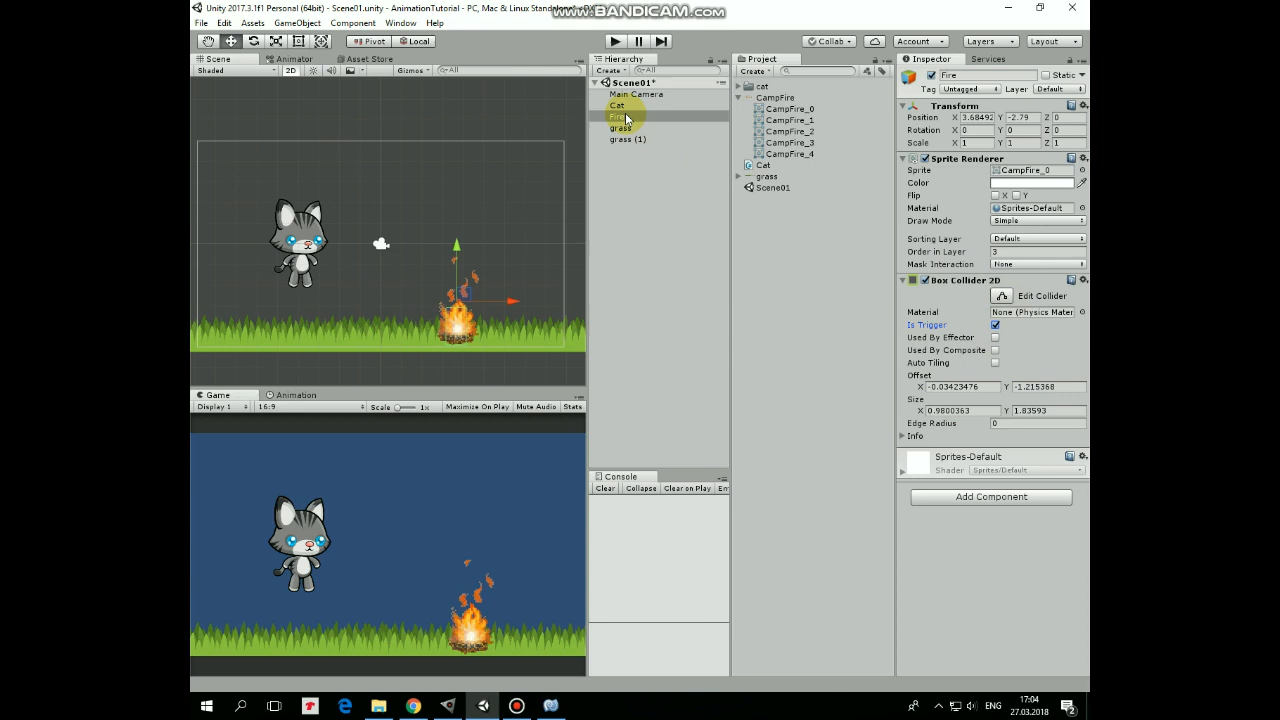 Unity 2017.3.1f1 Personal (64bit) - Scene01.unity - AnimationTutorial - PC, Mac & Linux Standalone
www.BANDICAM.com
File Edit Assets GameObject Component Window Help
Pivot Local Collab Account Layers Layout
Scene Animator Asset Store
Shaded 2D Gizmos All
Hierarchy
Create All
Scene01*
Main Camera
Cat
Fire
grass
grass (1)
Project
Create
cat
CampFire
CampFire_0
CampFire_1
CampFire_2
CampFire_3
CampFire_4
Cat
grass
Scene01
Inspector Services
Fire Static
Tag Untagged Layer Default
Transform
Position X 3.68492 Y -2.79 Z 0
Rotation X 0 Y 0 Z 0
Scale X 1 Y 1 Z 1
Sprite Renderer
Sprite CampFire_0
Color
Flip X Y
Material Sprites-Default
Draw Mode Simple
Sorting Layer Default
Order in Layer 3
Mask Interaction None
Box Collider 2D
Edit Collider
Material None (Physics Mater
Is Trigger
Used By Effector
Used By Composite
Auto Tiling
Offset
X -0.03423476 Y -1.215368
Size
X 0.9800363 Y 1.83593
Edge Radius 0
Info
Sprites-Default
Shader Sprites/Default
Add Component
Game Animation
Display 1 16:9 Scale 1x Maximize On Play Mute Audio Stats
Console
Clear Collapse Clear on Play Er
ENG
17:04
27.03.2018
2